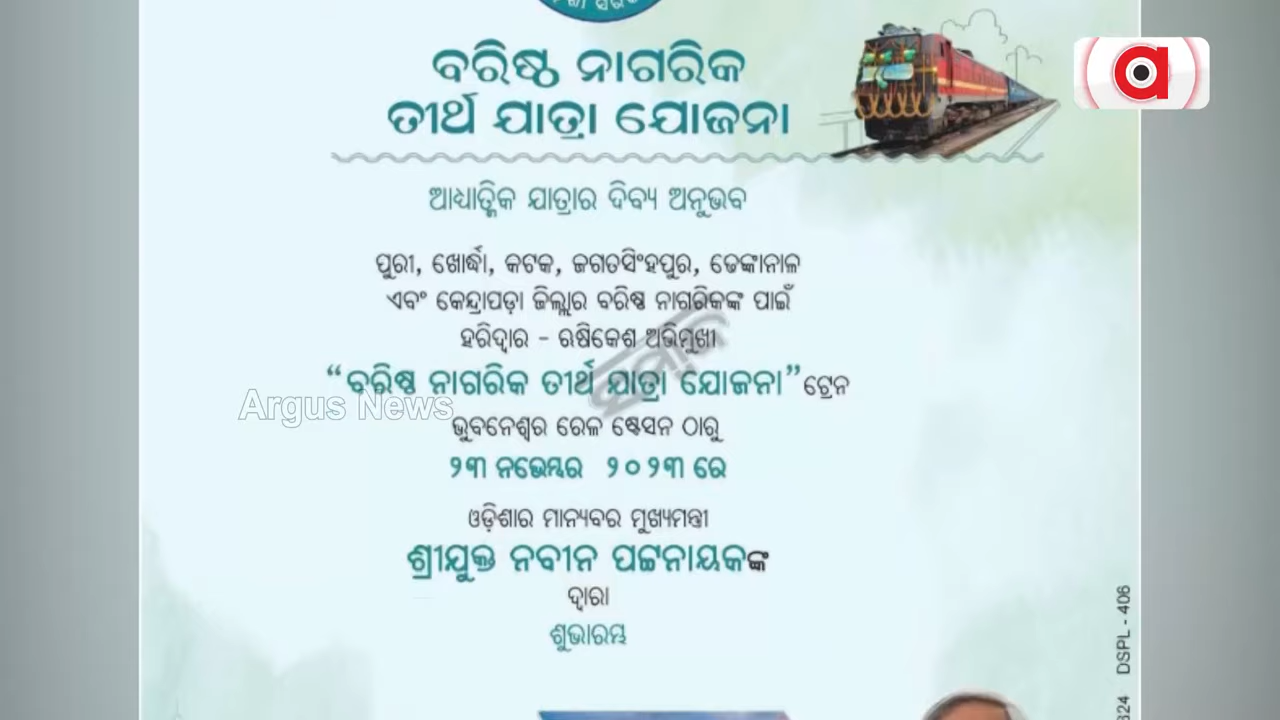 ବରିଷ୍ଠ ନାଗରିକ
ତୀର୍ଥ ଯାତ୍ରା ଯୋଜନା
ଆଧ୍ୟାତ୍ମିକ ଯାତ୍ରାର ଦିବ୍ୟ ଅନୁଭବ
ପୁରୀ, ଖୋର୍ଦ୍ଧା, କଟକ, ଜଗତସିଂହପୁର, ଢେଙ୍କାନାଳ
ଏବଂ କେନ୍ଦ୍ରାପଡ଼ା ଜିଲ୍ଲାର ବରିଷ୍ଠ ନାଗରିକଙ୍କ ପାଇଁ
ହରିଦ୍ୱାର - ଋଷିକେଶ ଅଭିମୁଖୀ
“ବରିଷ୍ଠ ନାଗରିକ ତୀର୍ଥ ଯାତ୍ରା ଯୋଜନା” ଟ୍ରେନ
Argus News
ଭୁବନେଶ୍ୱର ରେଳ ଷ୍ଟେସନ ଠାରୁ
୨୩ ନଭେମ୍ବର ୨୦୨୩ ରେ
ଓଡ଼ିଶାର ମାନ୍ୟବର ମୁଖ୍ୟମନ୍ତ୍ରୀ
ଶ୍ରୀଯୁକ୍ତ ନବୀନ ପଟ୍ଟନାୟକଙ୍କ
ଦ୍ୱାରା
ଶୁଭାରମ୍ଭ
DSPL - 406